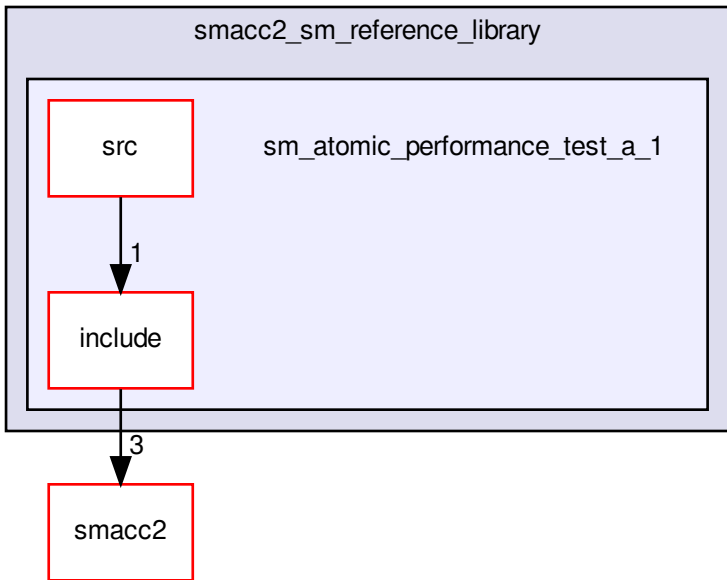 smacc2_sm_reference_library
src
sm_atomic_performance_test_a_1
1
include
3
smacc2